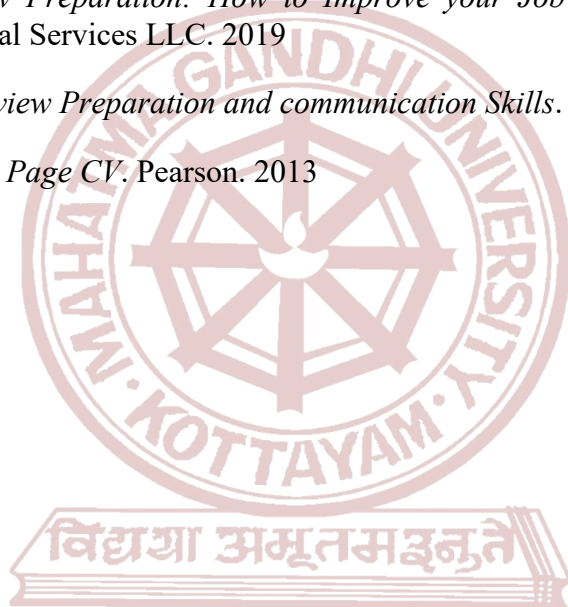 Preparation: How to Improve your Job
al Services LLC. 2019
view Preparation and communication Skills.
Page CV. Pearson. 2013
MAHATMA GANDHI UNIVERSITY
KOTTAYAM
विद्यया अमृतमश्नुते